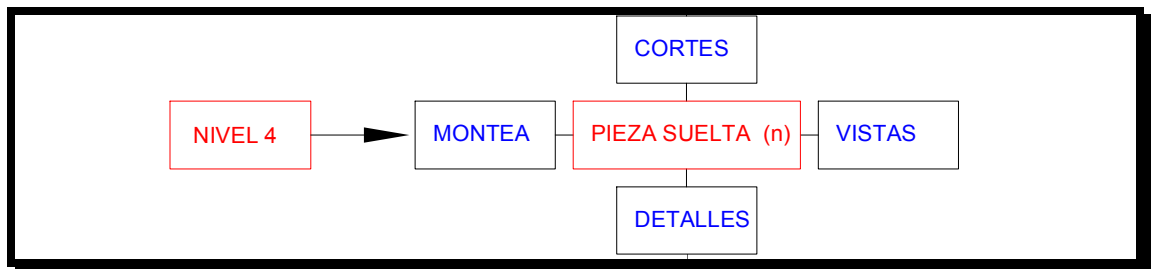 CORTES
NIVEL 4
MONTEA
PIEZA SUELTA (n)
VISTAS
DETALLES